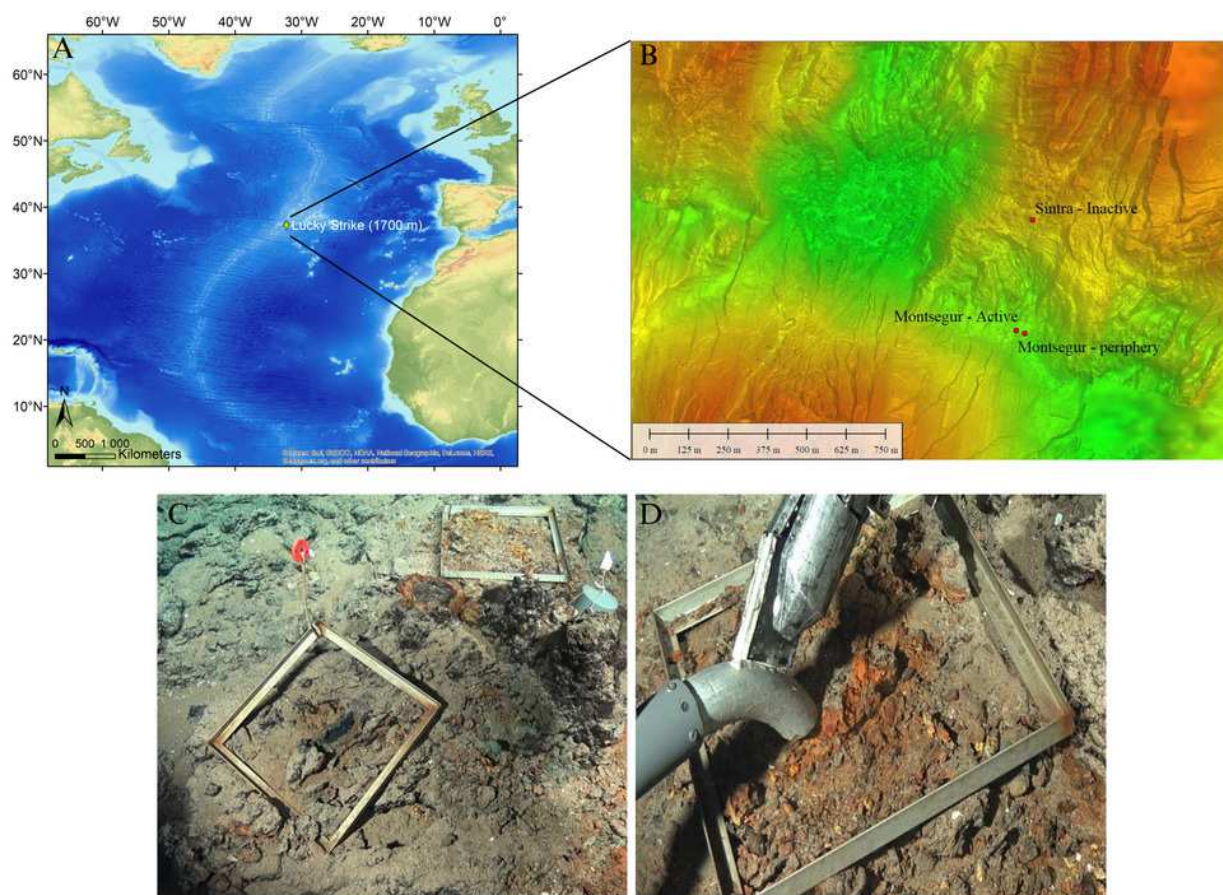 60°W 50°W 40°W 30°W 20°W 10°W 0°
A
60°N
50°N
40°N
30°N
20°N
10°N
Lucky Strike (1700 m)
N
0 500 1 000
Kilometers
B
Sintra - Inactive
Montsegur - Active
Montsegur - periphery
0 m 125 m 250 m 375 m 500 m 625 m 750 m
C
D